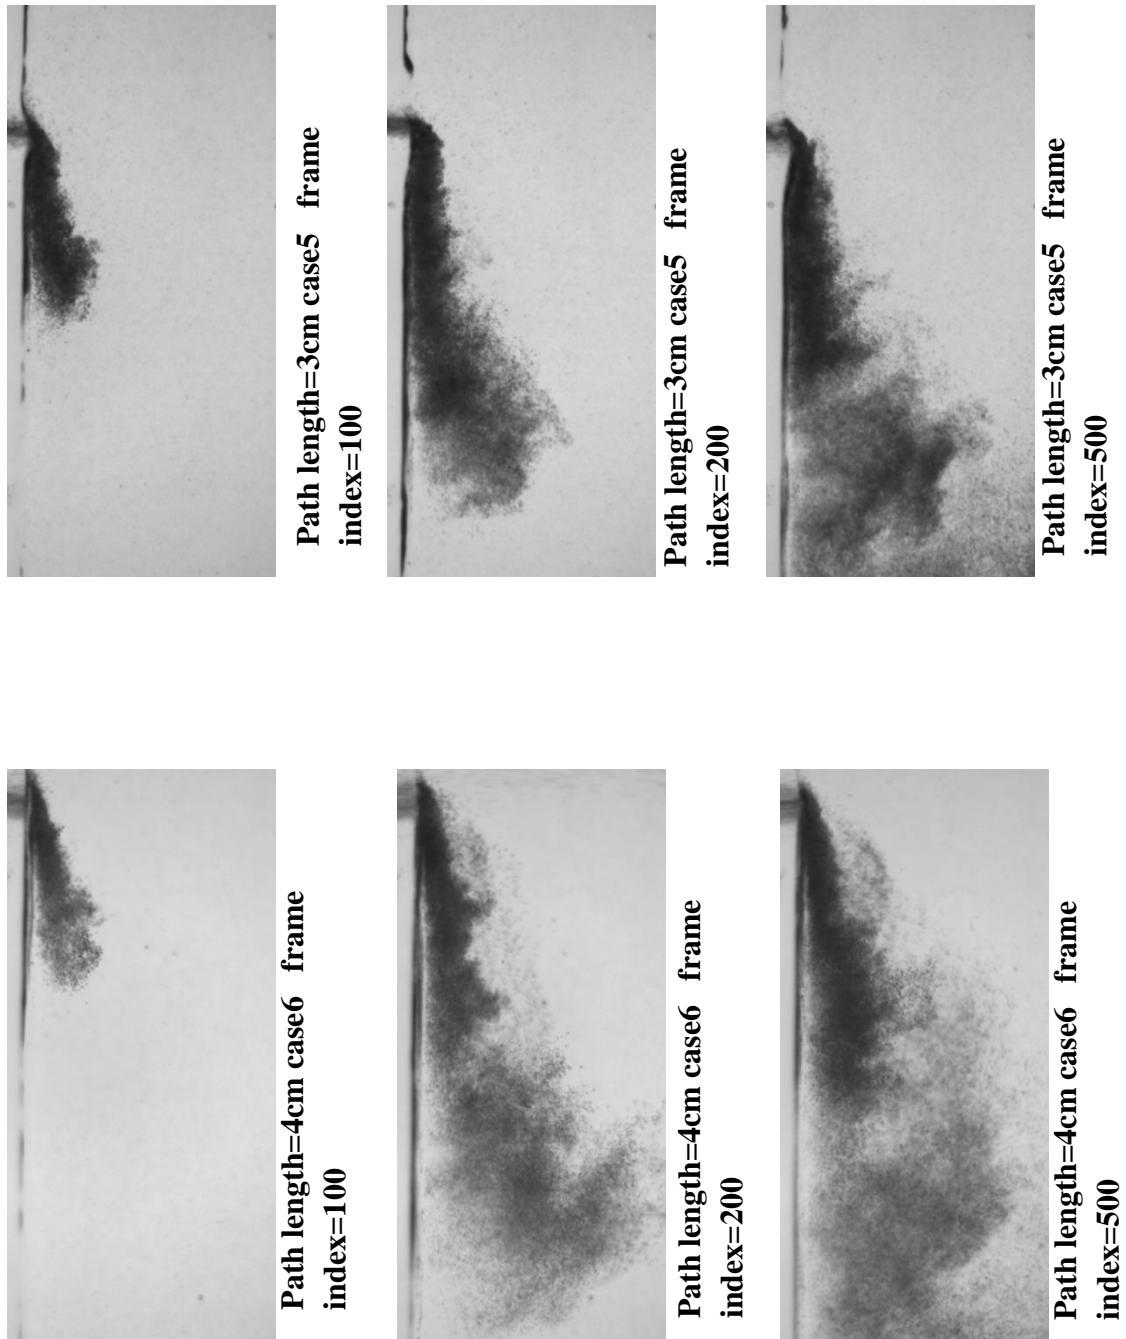 Path length=4cm case6 frame
index=100
Path length=3cm case5 frame
index=100
Path length=4cm case6 frame
index=200
Path length=3cm case5 frame
index=200
Path length=4cm case6 frame
index=500
Path length=3cm case5 frame
index=500